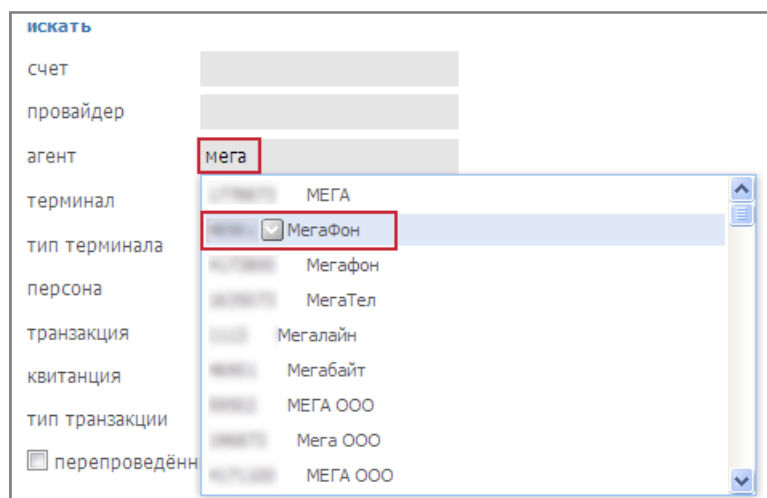 искать
счет
провайдер
агент мега
терминал
МЕГА
МегаФон
тип терминала
Мегафон
персона
МегаТел
транзакция
Мегалайн
квитанция
Мегабайт
тип транзакции
МЕГА ООО
Мега ООО
МЕГА ООО